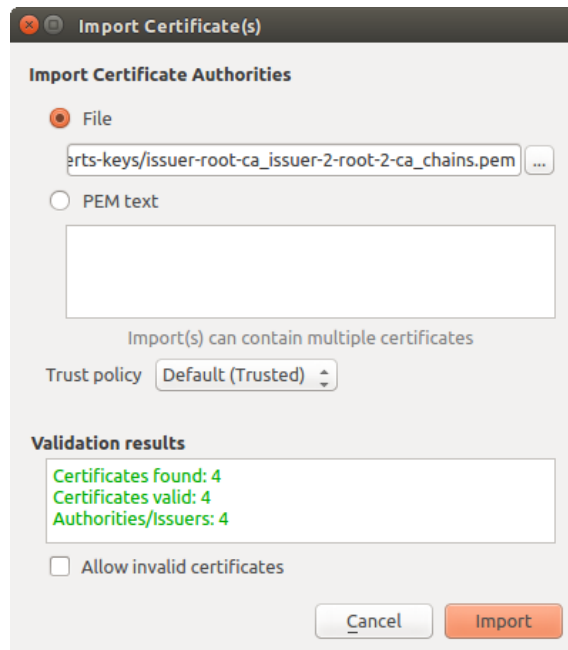 Import Certificate(s)
Import Certificate Authorities
File
erts-keys/issuer-root-ca_issuer-2-root-2-ca_chains.pem
...
PEM text
Import(s) can contain multiple certificates
Trust policy Default (Trusted)
Validation results
Certificates found: 4
Certificates valid: 4
Authorities/Issuers: 4
Allow invalid certificates
Cancel Import